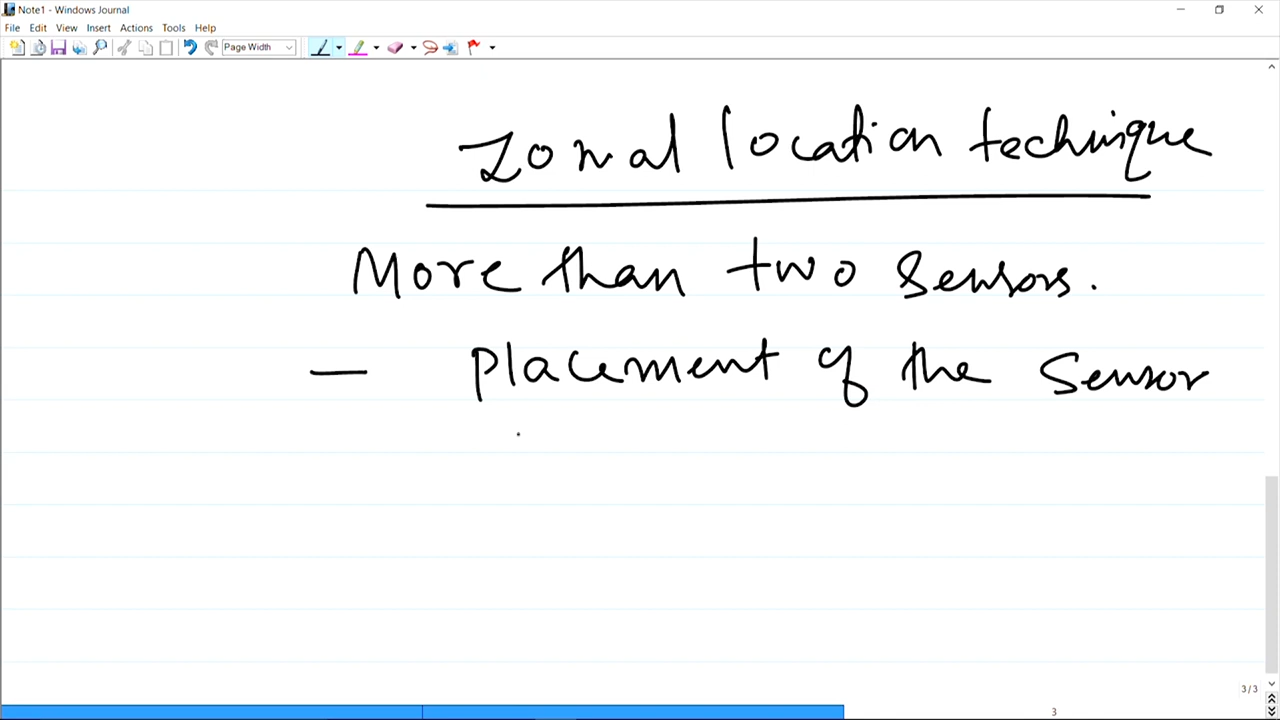 Note1 - Windows Journal
File Edit View Insert Actions Tools Help
Page Width
Zonal location technique
More than two sensors.
— Placement of the sensor
3/3
3